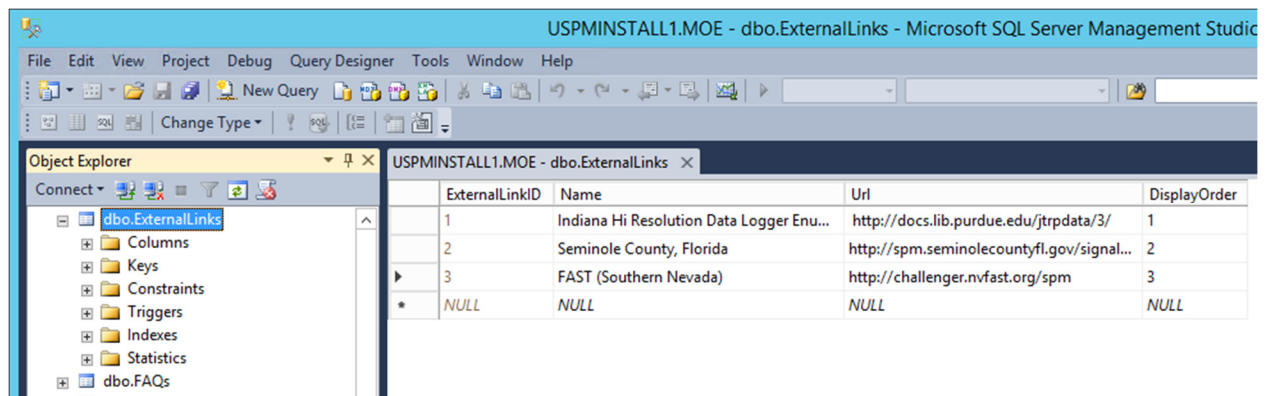 USPMINSTALL1.MOE - dbo.ExternalLinks - Microsoft SQL Server Management Studio
File Edit View Project Debug Query Designer Tools Window Help
New Query
Change Type
Object Explorer
USPMINSTALL1.MOE - dbo.ExternalLinks
Connect
dbo.ExternalLinks
Columns
Keys
Constraints
Triggers
Indexes
Statistics
dbo.FAQs
ExternalLinkID Name Url DisplayOrder
1 Indiana Hi Resolution Data Logger Enu... http://docs.lib.purdue.edu/jtrpdata/3/ 1
2 Seminole County, Florida http://spm.seminolecountyfl.gov/signal... 2
3 FAST (Southern Nevada) http://challenger.nvfast.org/spm 3
NULL NULL NULL NULL